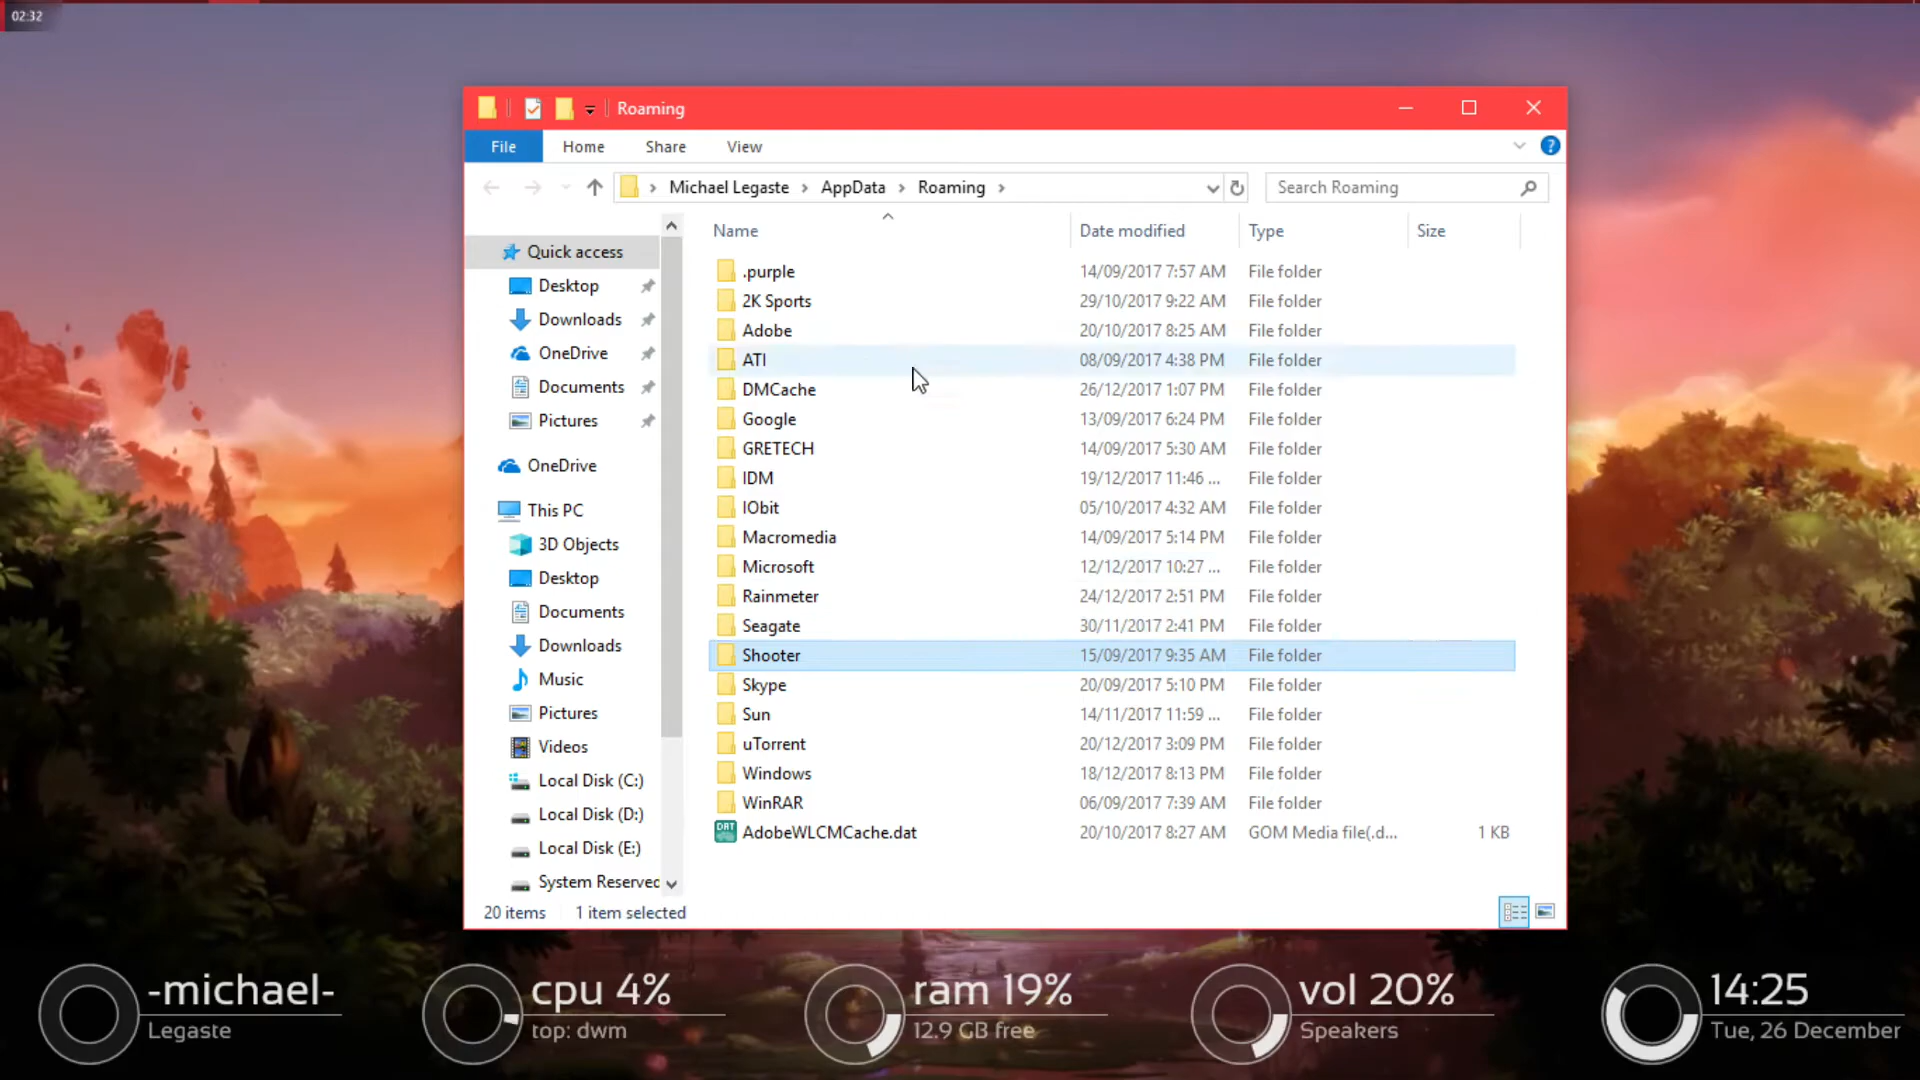 02:32
Roaming
File Home Share View
Michael Legaste AppData Roaming
Search Roaming
Name Date modified Type Size
Quick access
Desktop
Downloads
OneDrive
Documents
Pictures
OneDrive
This PC
3D Objects
Desktop
Documents
Downloads
Music
Pictures
Videos
Local Disk (C:)
Local Disk (D:)
Local Disk (E:)
System Reserved
.purple 14/09/2017 7:57 AM File folder
2K Sports 29/10/2017 9:22 AM File folder
Adobe 20/10/2017 8:25 AM File folder
ATI 08/09/2017 4:38 PM File folder
DMCache 26/12/2017 1:07 PM File folder
Google 13/09/2017 6:24 PM File folder
GRETECH 14/09/2017 5:30 AM File folder
IDM 19/12/2017 11:46 ... File folder
IObit 05/10/2017 4:32 AM File folder
Macromedia 14/09/2017 5:14 PM File folder
Microsoft 12/12/2017 10:27 ... File folder
Rainmeter 24/12/2017 2:51 PM File folder
Seagate 30/11/2017 2:41 PM File folder
Shooter 15/09/2017 9:35 AM File folder
Skype 20/09/2017 5:10 PM File folder
Sun 14/11/2017 11:59 ... File folder
uTorrent 20/12/2017 3:09 PM File folder
Windows 18/12/2017 8:13 PM File folder
WinRAR 06/09/2017 7:39 AM File folder
AdobeWLCMCache.dat 20/10/2017 8:27 AM GOM Media file(.d... 1 KB
20 items 1 item selected
-michael-
Legaste
cpu 4%
top: dwm
ram 19%
12.9 GB free
vol 20%
Speakers
14:25
Tue, 26 December